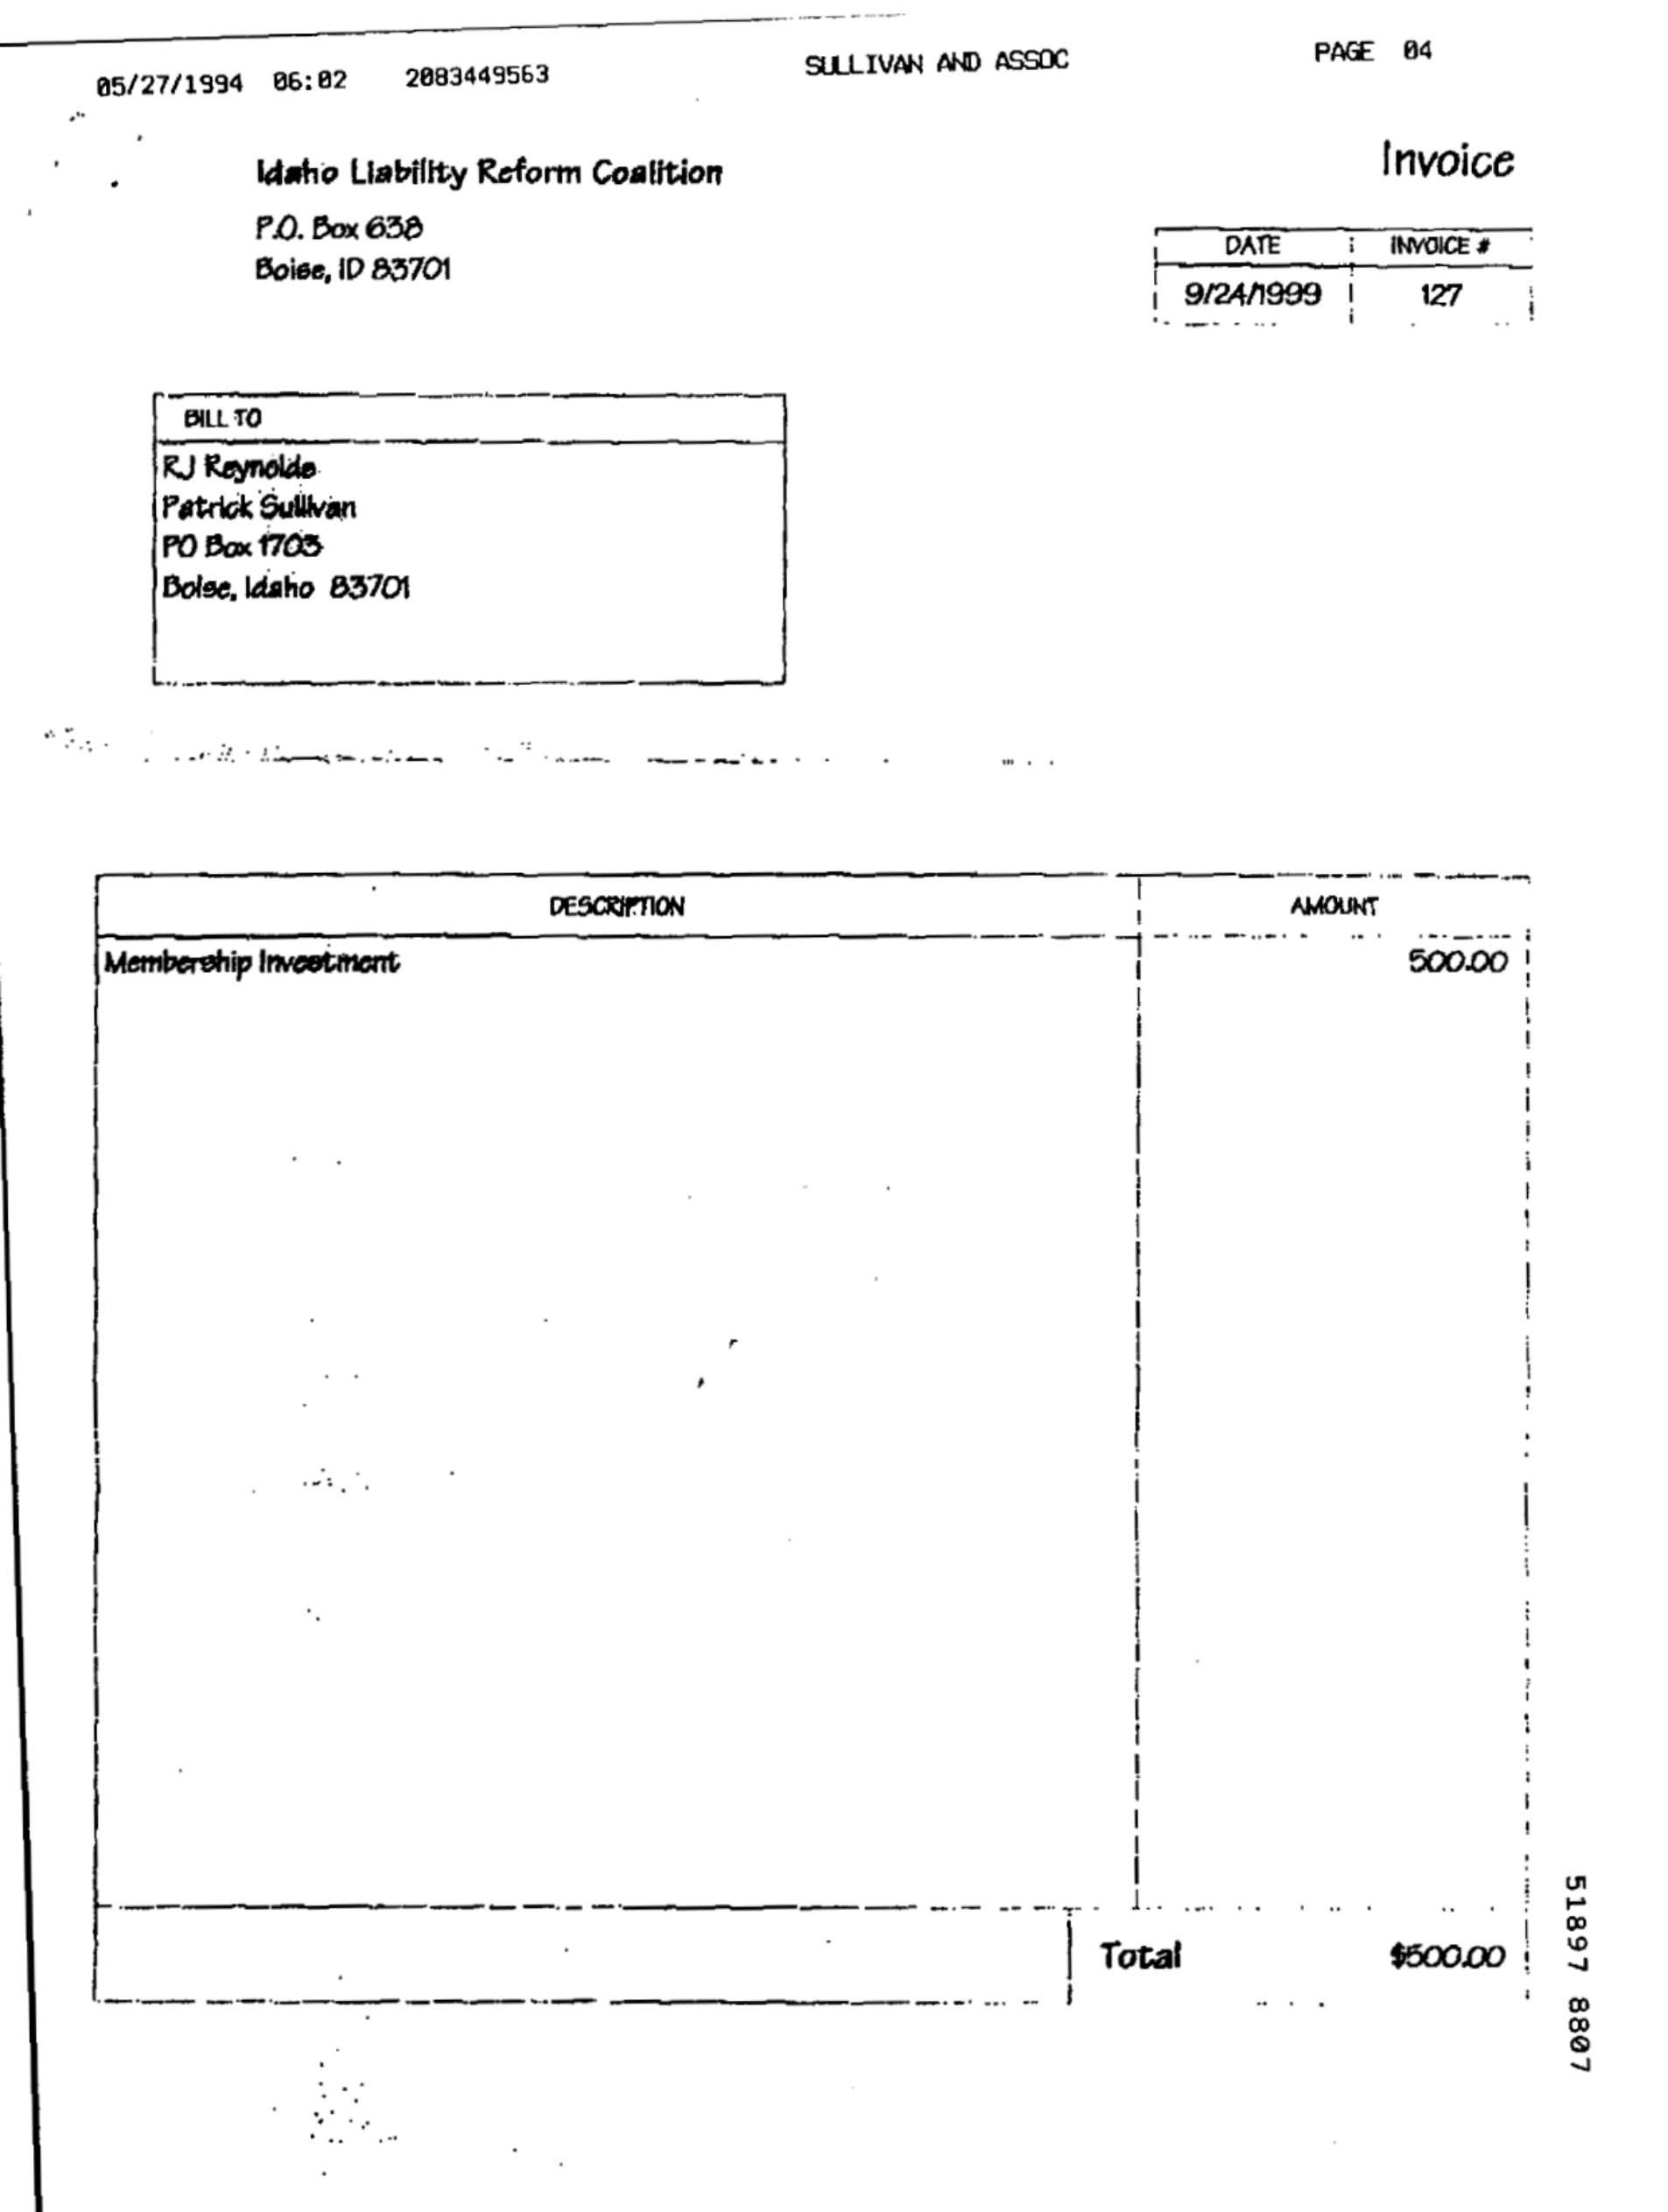 05/27/1994 06:02 2083449563 SULLIVAN AND ASSOC PAGE 04
Idaho Liability Reform Coalition
P.O. Box 638
Boise, ID 83701
Invoice
DATE INVOICE #
9/24/1999 127
BILL TO
RJ Reynolds
Patrick Sullivan
PO Box 1703
Boise, Idaho 83701
DESCRIPTION AMOUNT
Membership Investment 500.00
Total $500.00
51897 8807